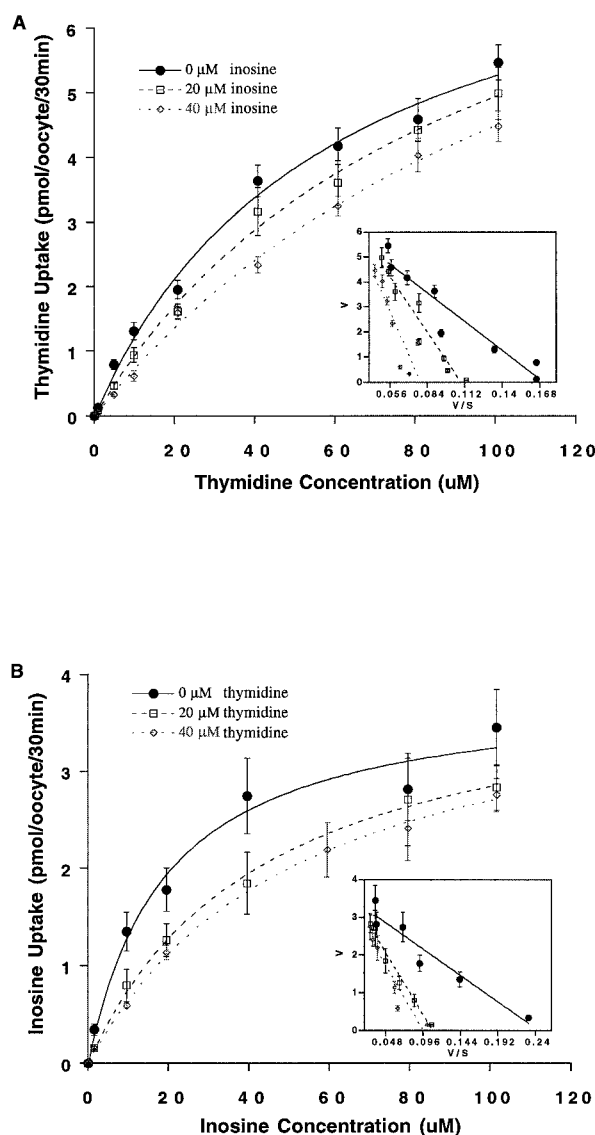 A
0 µM inosine
20 µM inosine
40 µM inosine
Thymidine Uptake (pmol/oocyte/30min)
6
5
4
3
2
1
0
0 20 40 60 80 100 120
Thymidine Concentration (uM)
V
6
5
4
3
2
1
0
0.056 0.084 0.112 0.14 0.168
V/S
B
0 µM thymidine
20 µM thymidine
40 µM thymidine
Inosine Uptake (pmol/oocyte/30min)
4
3
2
1
0
0 20 40 60 80 100 120
Inosine Concentration (uM)
V
4
3
2
1
0
0.048 0.096 0.144 0.192 0.24
V/S